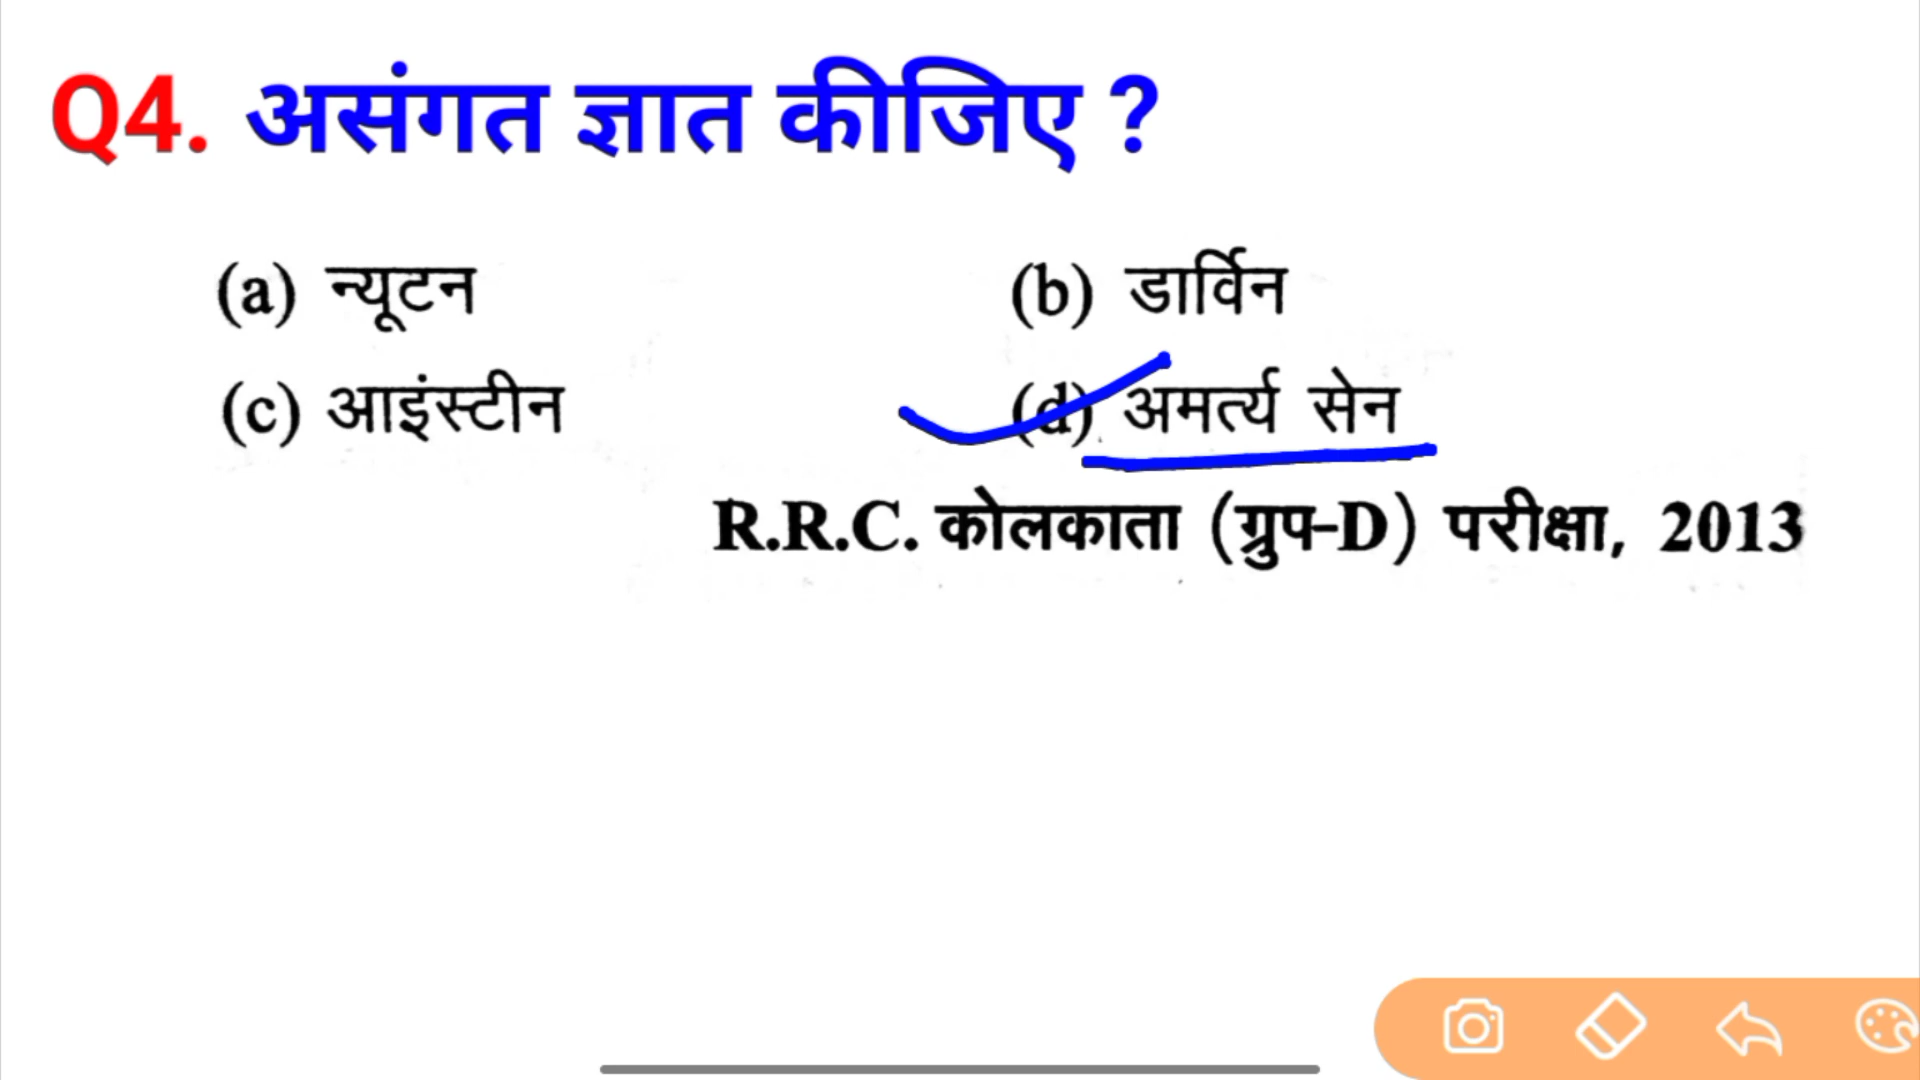 Q4. असंगत ज्ञात कीजिए ?
(a) न्यूटन (b) डार्विन
(c) आइंस्टीन (d) अमर्त्य सेन
R.R.C. कोलकाता (ग्रुप-D) परीक्षा, 2013